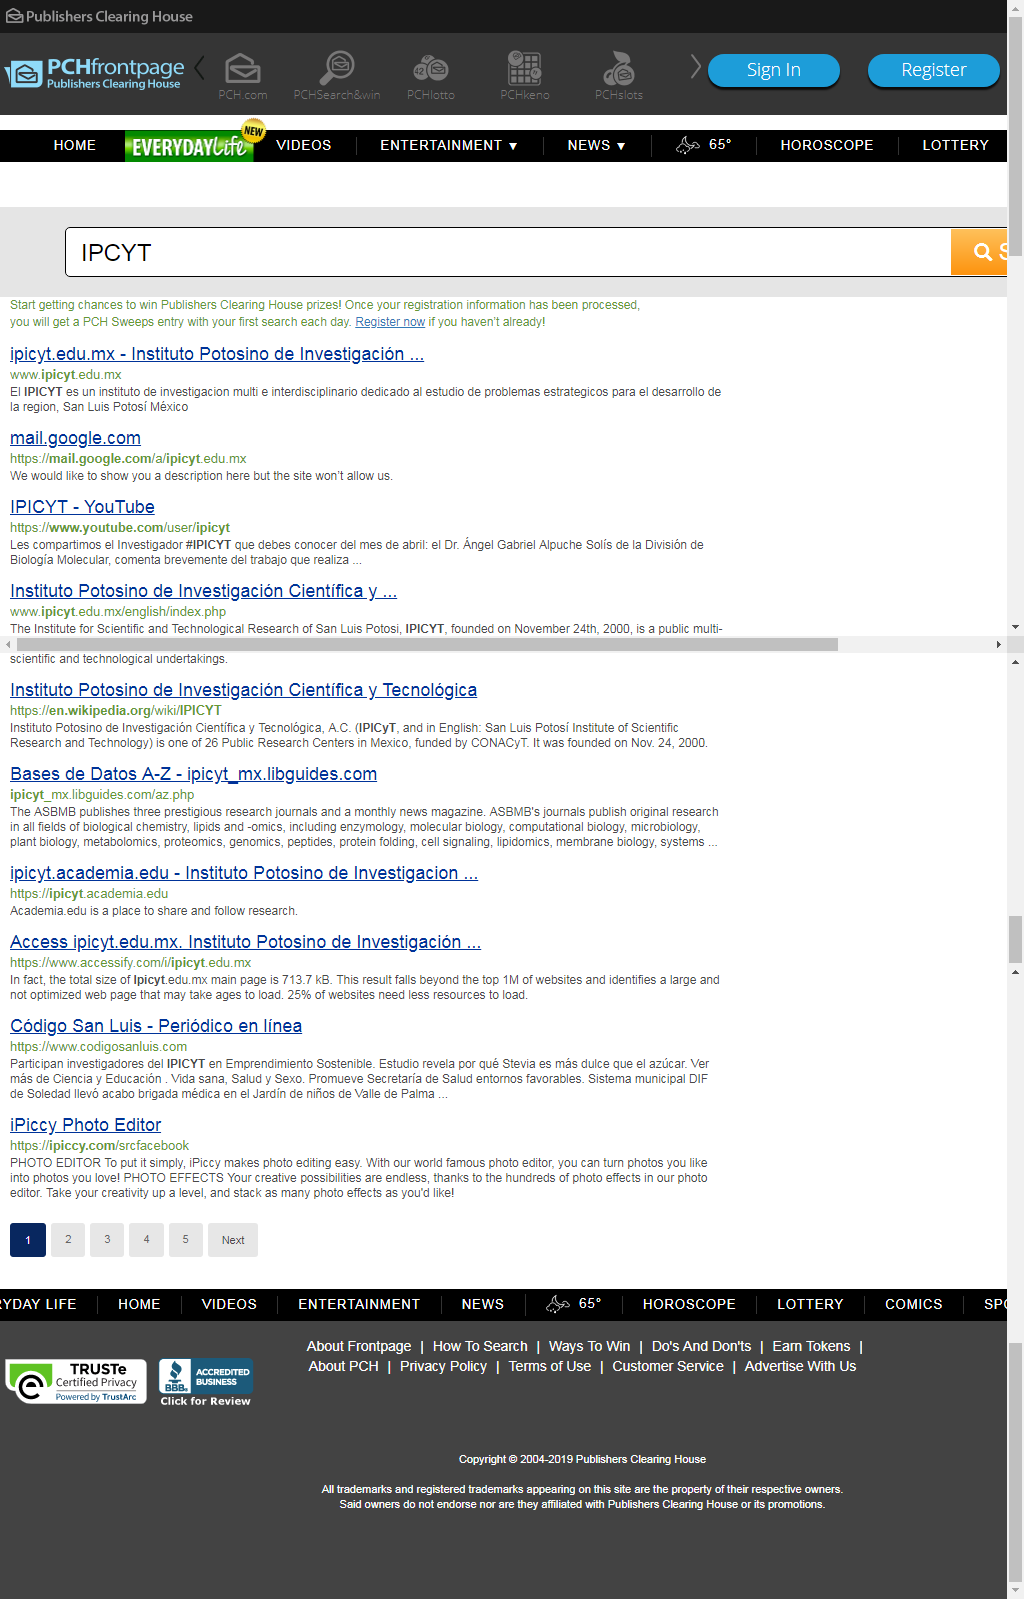 Publishers Clearing House
PCHfrontpage
Publishers Clearing House
PCH.com
PCHSearch&win
PCHlotto
PCHkeno
PCHslots
Sign In
Register
HOME
EVERYDAY Life
NEW
VIDEOS
ENTERTAINMENT ▼
NEWS ▼
65°
HOROSCOPE
LOTTERY
IPCYT
S
Start getting chances to win Publishers Clearing House prizes! Once your registration information has been processed,
you will get a PCH Sweeps entry with your first search each day. Register now if you haven't already!
ipicyt.edu.mx - Instituto Potosino de Investigación ...
www.ipicyt.edu.mx
El IPICYT es un instituto de investigacion multi e interdisciplinario dedicado al estudio de problemas estrategicos para el desarrollo de
la region, San Luis Potosí México
mail.google.com
https://mail.google.com/a/ipicyt.edu.mx
We would like to show you a description here but the site won't allow us.
IPICYT - YouTube
https://www.youtube.com/user/ipicyt
Les compartimos el Investigador #IPICYT que debes conocer del mes de abril: el Dr. Ángel Gabriel Alpuche Solís de la División de
Biología Molecular, comenta brevemente del trabajo que realiza ...
Instituto Potosino de Investigación Científica y ...
www.ipicyt.edu.mx/english/index.php
The Institute for Scientific and Technological Research of San Luis Potosi, IPICYT, founded on November 24th, 2000, is a public multi-
scientific and technological undertakings.
Instituto Potosino de Investigación Científica y Tecnológica
https://en.wikipedia.org/wiki/IPICYT
Instituto Potosino de Investigación Científica y Tecnológica, A.C. (IPICyT, and in English: San Luis Potosí Institute of Scientific
Research and Technology) is one of 26 Public Research Centers in Mexico, funded by CONACyT. It was founded on Nov. 24, 2000.
Bases de Datos A-Z - ipicyt_mx.libguides.com
ipicyt_mx.libguides.com/az.php
The ASBMB publishes three prestigious research journals and a monthly news magazine. ASBMB's journals publish original research
in all fields of biological chemistry, lipids and -omics, including enzymology, molecular biology, computational biology, microbiology,
plant biology, metabolomics, proteomics, genomics, peptides, protein folding, cell signaling, lipidomics, membrane biology, systems ...
ipicyt.academia.edu - Instituto Potosino de Investigacion ...
https://ipicyt.academia.edu
Academia.edu is a place to share and follow research.
Access ipicyt.edu.mx. Instituto Potosino de Investigación ...
https://www.accessify.com/i/ipicyt.edu.mx
In fact, the total size of Ipicyt.edu.mx main page is 713.7 kB. This result falls beyond the top 1M of websites and identifies a large and
not optimized web page that may take ages to load. 25% of websites need less resources to load.
Código San Luis - Periódico en línea
https://www.codigosanluis.com
Participan investigadores del IPICYT en Emprendimiento Sostenible. Estudio revela por qué Stevia es más dulce que el azúcar. Ver
más de Ciencia y Educación . Vida sana, Salud y Sexo. Promueve Secretaría de Salud entornos favorables. Sistema municipal DIF
de Soledad llevó acabo brigada médica en el Jardín de niños de Valle de Palma ...
iPiccy Photo Editor
https://ipiccy.com/srcfacebook
PHOTO EDITOR To put it simply, iPiccy makes photo editing easy. With our world famous photo editor, you can turn photos you like
into photos you love! PHOTO EFFECTS Your creative possibilities are endless, thanks to the hundreds of photo effects in our photo
editor. Take your creativity up a level, and stack as many photo effects as you'd like!
1 2 3 4 5 Next
RYDAY LIFE
HOME
VIDEOS
ENTERTAINMENT
NEWS
65°
HOROSCOPE
LOTTERY
COMICS
SPO
About Frontpage | How To Search | Ways To Win | Do's And Don'ts | Earn Tokens |
About PCH | Privacy Policy | Terms of Use | Customer Service | Advertise With Us
TRUSTe
Certified Privacy
Powered by TrustArc
BBB.
ACCREDITED
BUSINESS
Click for Review
Copyright © 2004-2019 Publishers Clearing House
All trademarks and registered trademarks appearing on this site are the property of their respective owners.
Said owners do not endorse nor are they affiliated with Publishers Clearing House or its promotions.